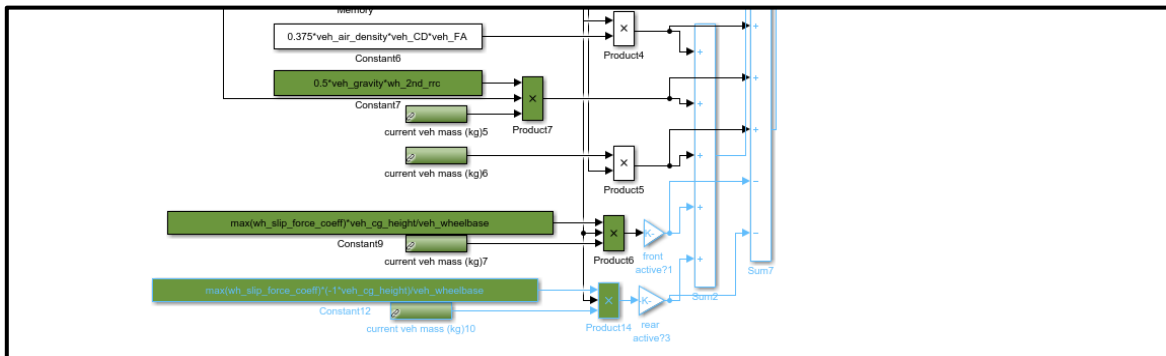 Memory
0.375*veh_air_density*veh_CD*veh_FA
Constant6
Product4
0.5*veh_gravity*wh_2nd_rrc
Constant7
current veh mass (kg)5
Product7
current veh mass (kg)6
Product5
max(wh_slip_force_coeff)*veh_cg_height/veh_wheelbase
Constant9
current veh mass (kg)7
Product6
-K-
front
active?1
Sum7
max(wh_slip_force_coeff)*(-1*veh_cg_height)/veh_wheelbase
Sum2
Constant12
current veh mass (kg)10
Product14
-K-
rear
active?3